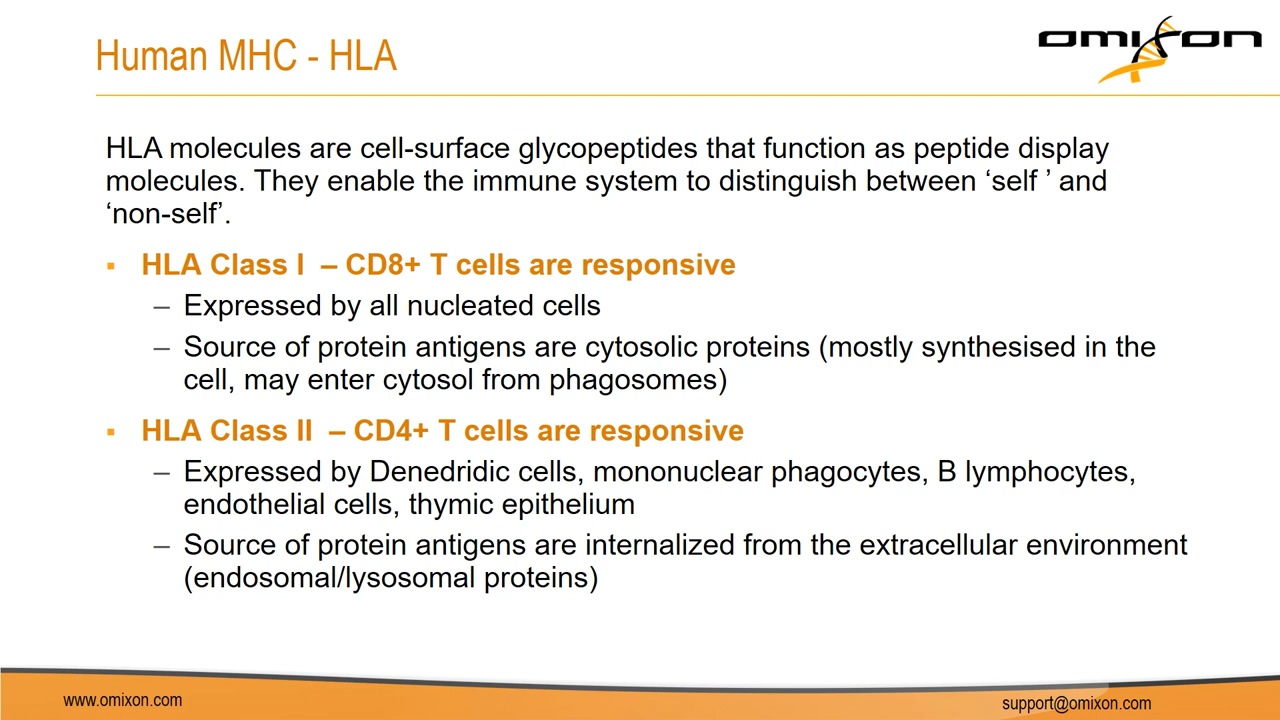 Human MHC - HLA
omixon
HLA molecules are cell-surface glycopeptides that function as peptide display
molecules. They enable the immune system to distinguish between ‘self ’ and
‘non-self’.
▪ HLA Class I – CD8+ T cells are responsive
– Expressed by all nucleated cells
– Source of protein antigens are cytosolic proteins (mostly synthesised in the
cell, may enter cytosol from phagosomes)
▪ HLA Class II – CD4+ T cells are responsive
– Expressed by Denedridic cells, mononuclear phagocytes, B lymphocytes,
endothelial cells, thymic epithelium
– Source of protein antigens are internalized from the extracellular environment
(endosomal/lysosomal proteins)
www.omixon.com
support@omixon.com